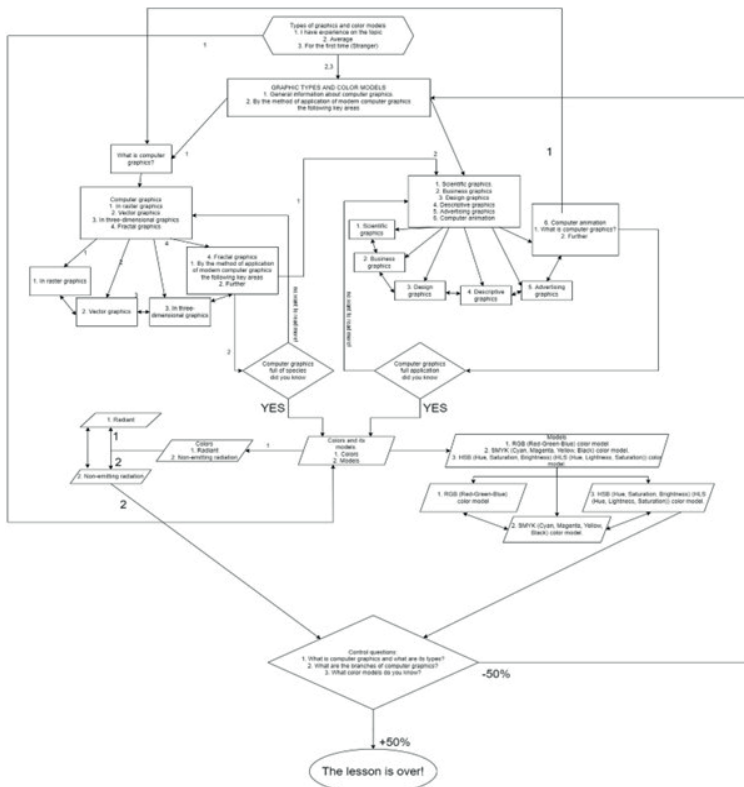 Types of graphics and color models
1. I have experience on the topic
2. Average
3. For the first time (Stranger)
1
2,3
GRAPHIC TYPES AND COLOR MODELS
1. General information about computer graphics.
2. By the method of application of modern computer graphics
the following key areas
What is computer
graphics?
1
2
1
1
Computer graphics
1. In raster graphics
2. Vector graphics
3. In three-dimensional graphics
4. Fractal graphics
1. Scientific graphics
2. Business graphics
3. Design graphics
4. Descriptive graphics
5. Advertising graphics
6. Computer animation
6. Computer animation
1. What is computer graphics?
2. Further
1
2
4
4. Fractal graphics
1. By the method of application
of modern computer graphics
the following key areas
2. Further
1. Scientific
graphics
2. Business
graphics
3. Design
graphics
4. Descriptive
graphics
5. Advertising
graphics
1. In raster graphics
2. Vector graphics
3. In three-
dimensional graphics
2
Computer graphics
full of species
did you know
Computer graphics
full application
did you know
YES
YES
1. Radiant
1
2
2. Non-emitting radiation
Colors
1. Radiant
2. Non-emitting radiation
1
Colors and its
models
1. Colors
2. Models
Models
1. RGB (Red-Green-Blue) color model
2. SMYK (Cyan, Magenta, Yellow, Black) color model.
3. HSB (Hue, Saturation, Brightness) (HLS (Hue, Lightness, Saturation)) color
model
1. RGB (Red-Green-Blue)
color model
3. HSB (Hue, Saturation, Brightness) (HLS
(Hue, Lightness, Saturation)) color model.
2. SMYK (Cyan, Magenta, Yellow,
Black) color model.
2
Control questions:
1. What is computer graphics and what are its types?
2. What are the branches of computer graphics?
3. What color models do you know?
-50%
+50%
The lesson is over!